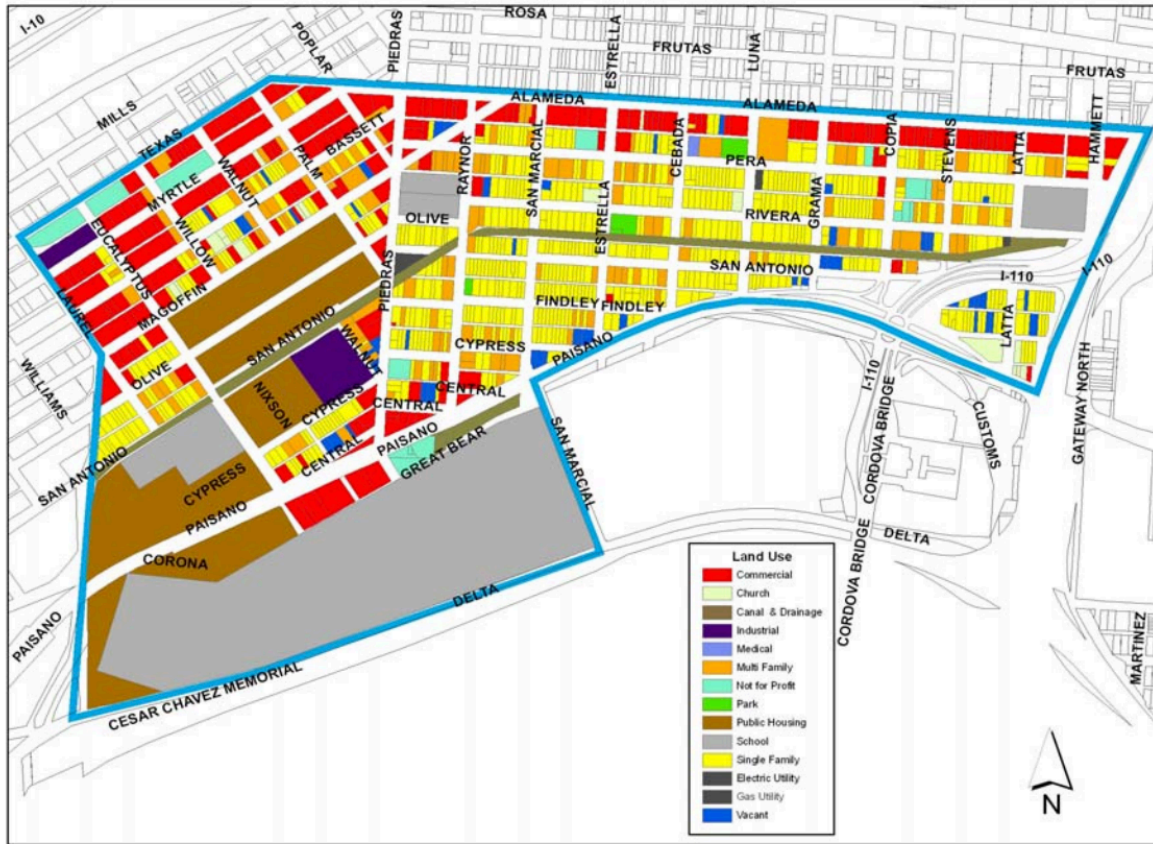 I-10
ROSA
POPLAR
PIEDRAS
ESTRELLA
LUNA
FRUTAS
FRUTAS
MILLS
TEXAS
ALAMEDA
ALAMEDA
HAMMETT
BASSETT
PALM
WALNUT
MYRTLE
RAYNOR
SAN MARCIAL
CEBADA
PERA
COPIA
STEVENS
LATTA
WILLOW
EUCALYPTUS
OLIVE
ESTRELLA
RIVERA
GRAMA
SAN ANTONIO
I-110
I-110
LAUREL
MAGOFFIN
PIEDRAS
FINDLEY
FINDLEY
LATTA
SAN ANTONIO
WALNUT
CYPRESS
PAISANO
WILLIAMS
OLIVE
NIXSON
CYPRESS
CENTRAL
CENTRAL
I-110
CORDOVA BRIDGE
CUSTOMS
GATEWAY NORTH
SAN ANTONIO
CYPRESS
CENTRAL
PAISANO
GREAT BEAR
SAN MARCIAL
PAISANO
CORONA
DELTA
CORDOVA BRIDGE
DELTA
PAISANO
CESAR CHAVEZ MEMORIAL
MARTINEZ
Land Use
Commercial
Church
Canal & Drainage
Industrial
Medical
Multi Family
Not for Profit
Park
Public Housing
School
Single Family
Electric Utility
Gas Utility
Vacant
N